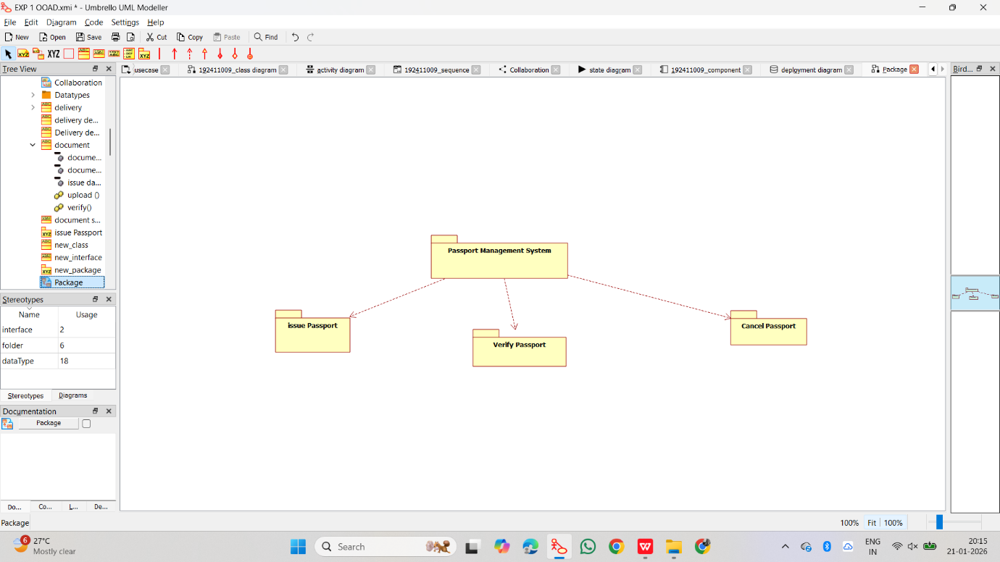 EXP 1 OOAD.xmi * - Umbrello UML Modeller
File Edit Diagram Code Settings Help
New Open Save Cut Copy Paste Find
XYZ
Tree View
usecase 192411009_class diagram activity diagram 192411009_sequence Collaboration state diagram 192411009_component deployment diagram Package
Bird...
Collaboration
Datatypes
delivery
delivery de...
Delivery de...
document
docume...
docume...
issue da...
upload ()
verify()
document s...
issue Passport
new_class
new_interface
new_package
Package
Passport Management System
issue Passport
Verify Passport
Cancel Passport
Stereotypes
Name Usage
interface 2
folder 6
dataType 18
Stereotypes Diagrams
Documentation
Package
Do... Co... L... De...
Package
100% Fit 100%
6
27°C
Mostly clear
Search
ENG
IN
20:15
21-01-2026